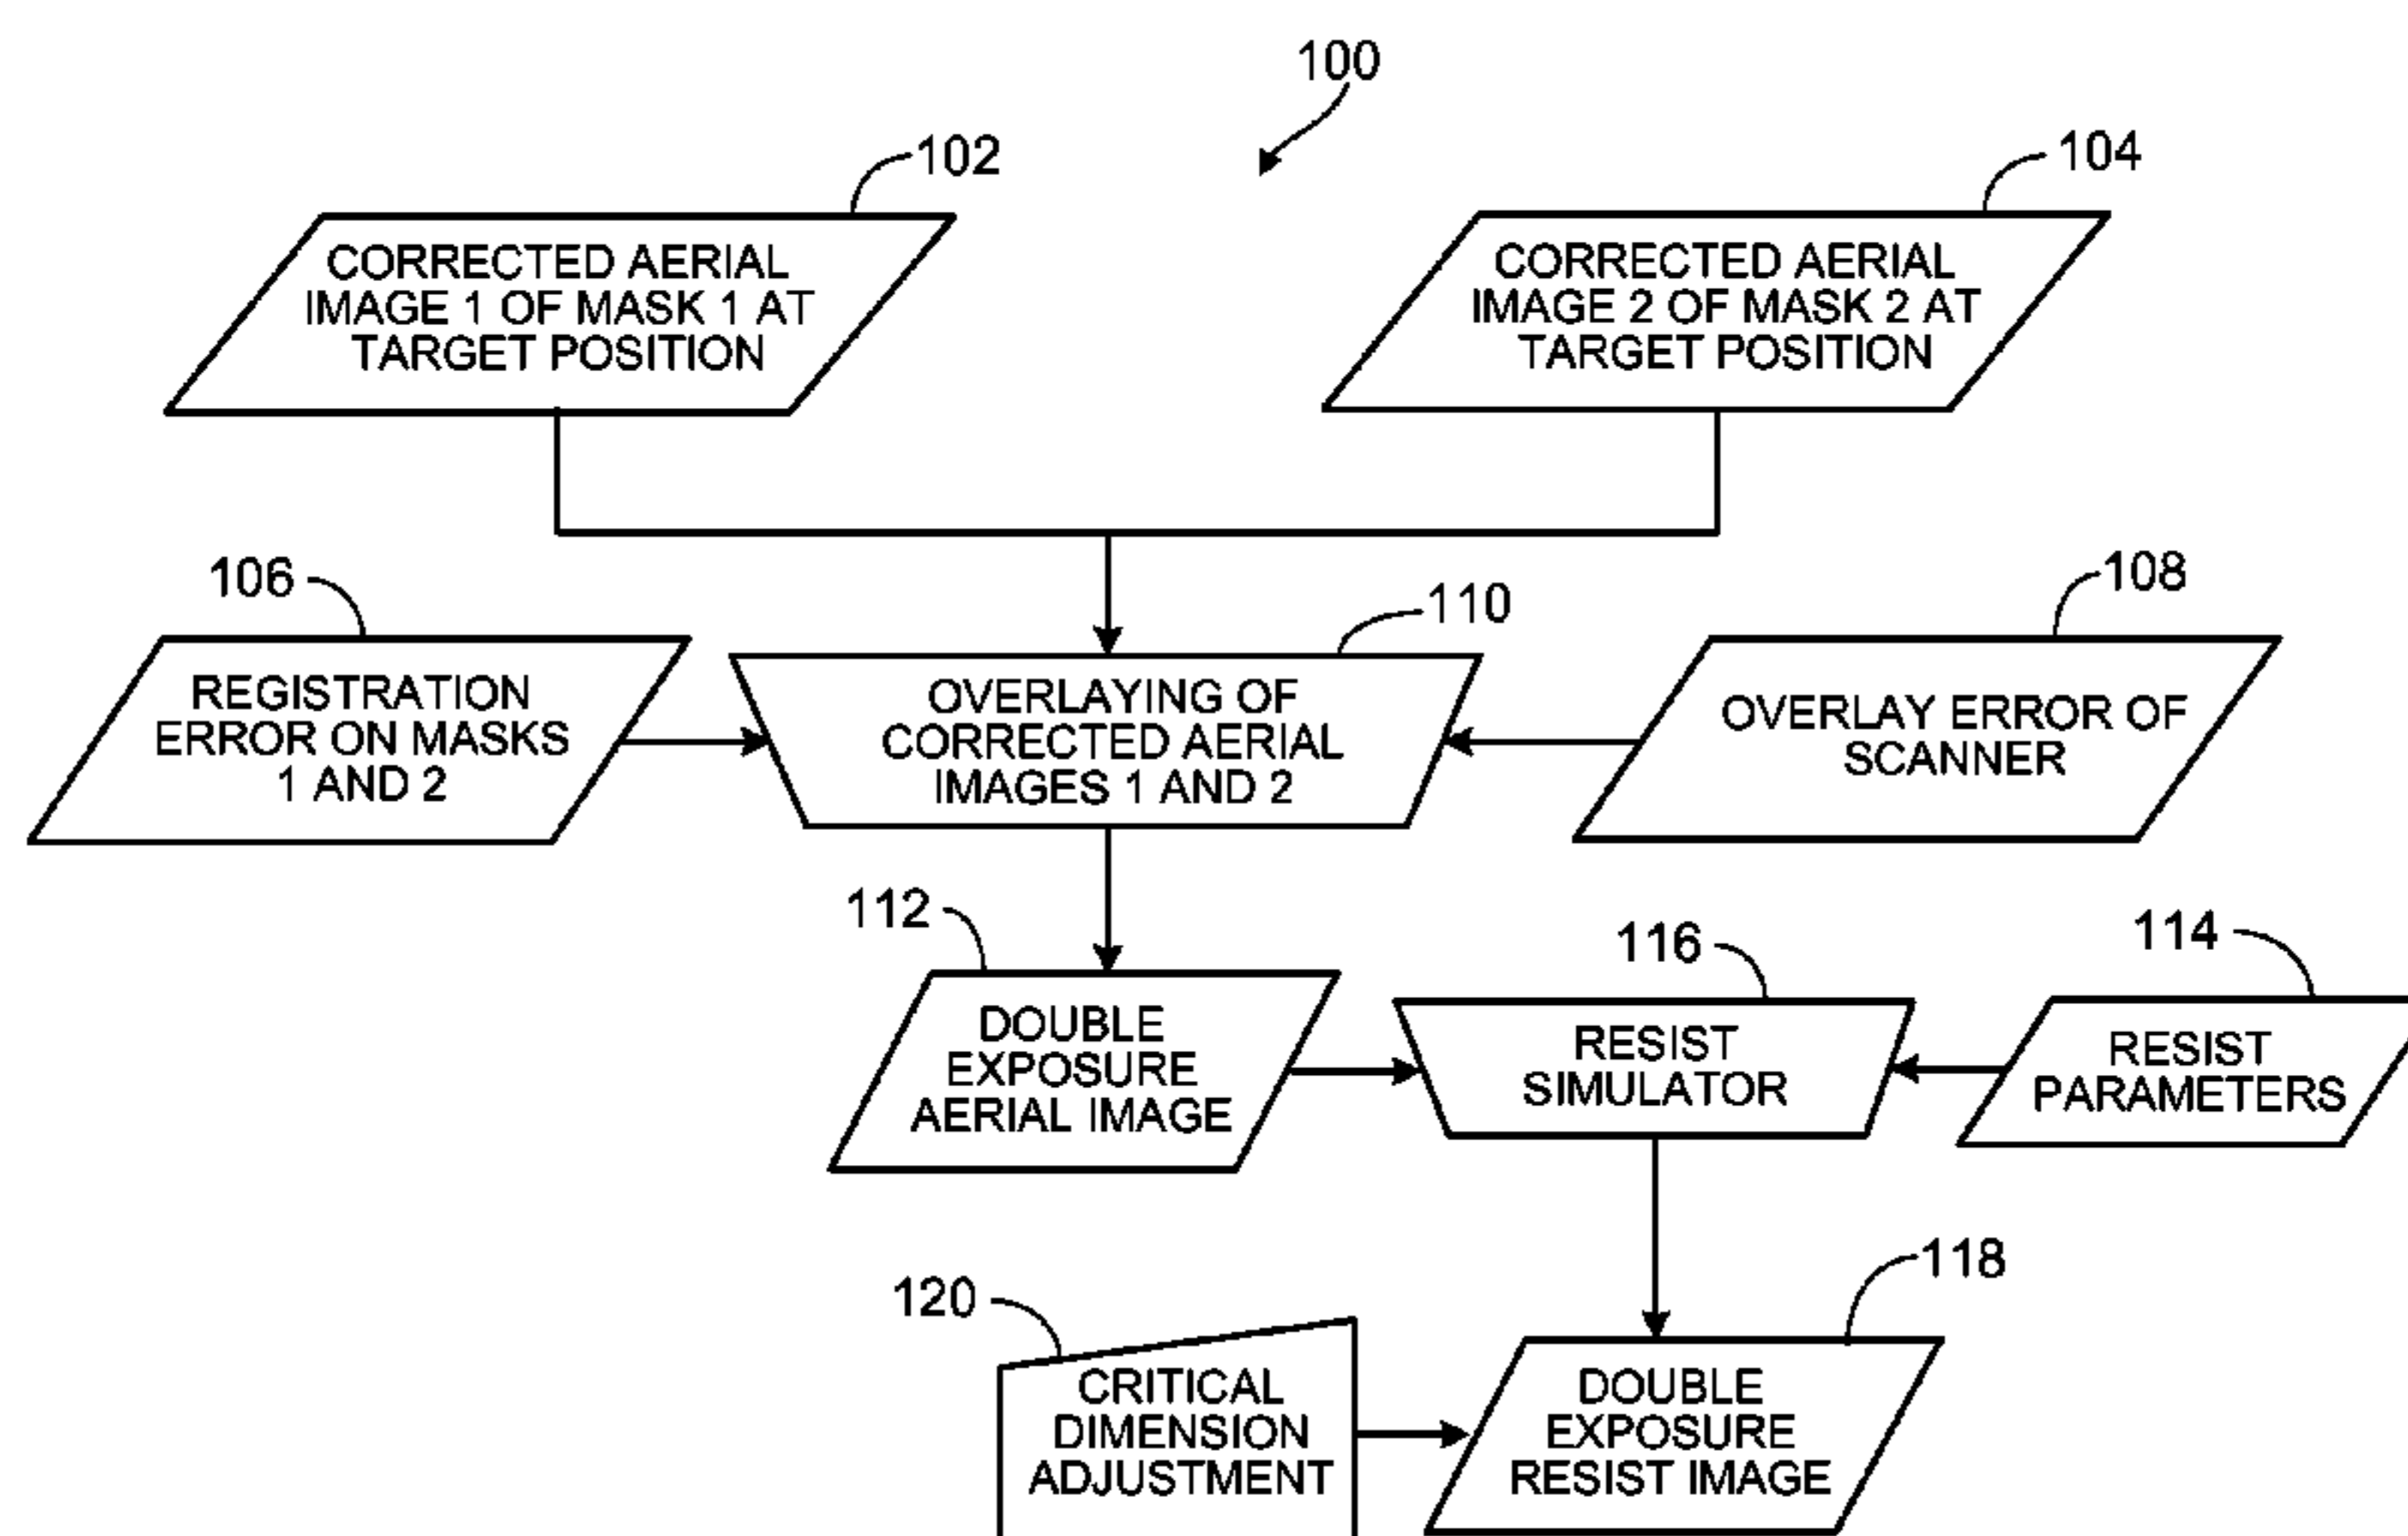 100
102
104
CORRECTED AERIAL
IMAGE 1 OF MASK 1 AT
TARGET POSITION
CORRECTED AERIAL
IMAGE 2 OF MASK 2 AT
TARGET POSITION
106
110
108
REGISTRATION
ERROR ON MASKS
1 AND 2
OVERLAYING OF
CORRECTED AERIAL
IMAGES 1 AND 2
OVERLAY ERROR OF
SCANNER
112
116
114
DOUBLE
EXPOSURE
AERIAL IMAGE
RESIST
SIMULATOR
RESIST
PARAMETERS
120
118
CRITICAL
DIMENSION
ADJUSTMENT
DOUBLE
EXPOSURE
RESIST IMAGE